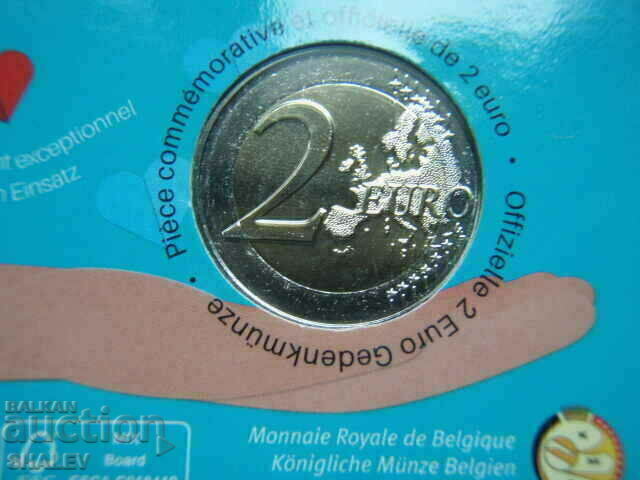 Pièce commémorative et officielle de 2 euro
Offizielle 2 Euro Gedenkmünze
exceptionnel
Einsatz
2 EURO
Monnaie Royale de Belgique
Königliche Münze Belgien
BALKAN
auction
SHALEV
Board